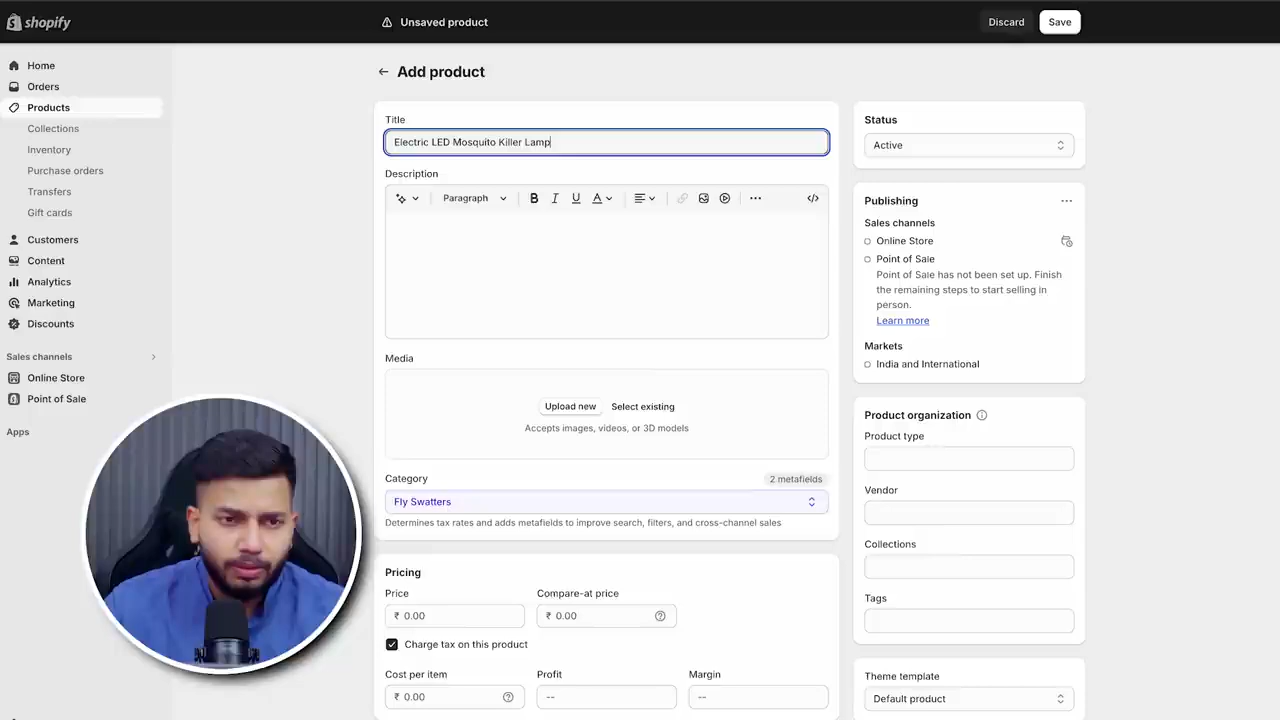 shopify
Unsaved product
Discard
Save
Home
Orders
Products
Collections
Inventory
Purchase orders
Transfers
Gift cards
Customers
Content
Analytics
Marketing
Discounts
Sales channels
Online Store
Point of Sale
Apps
Add product
Title
Electric LED Mosquito Killer Lamp
Description
Paragraph
B I U A
Media
Upload new Select existing
Accepts images, videos, or 3D models
Category
2 metafields
Fly Swatters
Determines tax rates and adds metafields to improve search, filters, and cross-channel sales
Pricing
Price
Compare-at price
₹ 0.00
₹ 0.00
Charge tax on this product
Cost per item
Profit
Margin
₹ 0.00
--
--
Status
Active
Publishing
Sales channels
Online Store
Point of Sale
Point of Sale has not been set up. Finish
the remaining steps to start selling in
person.
Learn more
Markets
India and International
Product organization
Product type
Vendor
Collections
Tags
Theme template
Default product